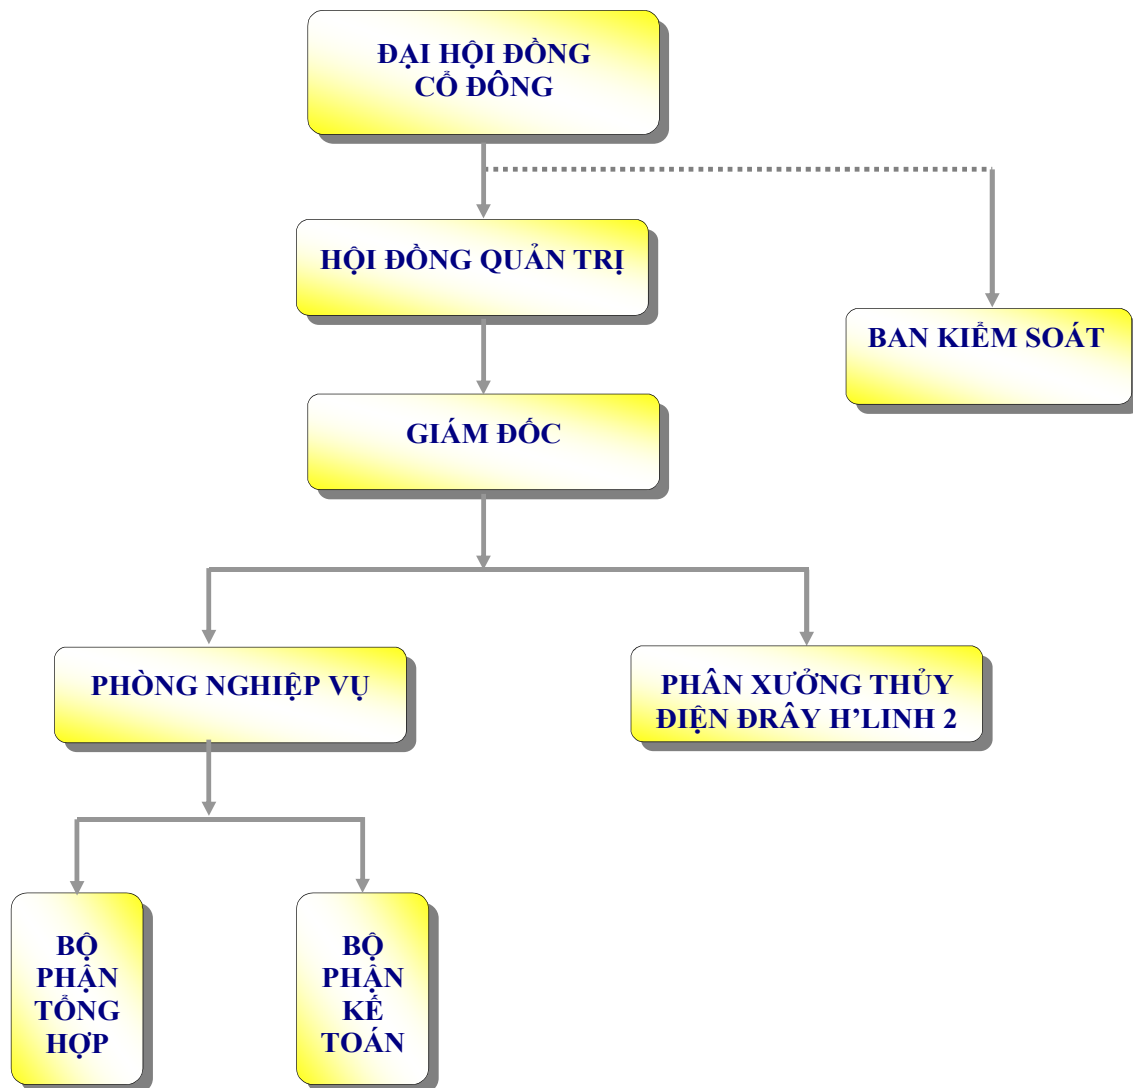 ĐẠI HỘI ĐỒNG
CỔ ĐÔNG
HỘI ĐỒNG QUẢN TRỊ
BAN KIỂM SOÁT
GIÁM ĐỐC
PHÒNG NGHIỆP VỤ
PHÂN XƯỞNG THỦY
ĐIỆN ĐRÂY H’LINH 2
BỘ
PHẬN
TỔNG
HỢP
BỘ
PHẬN
KẾ
TOÁN